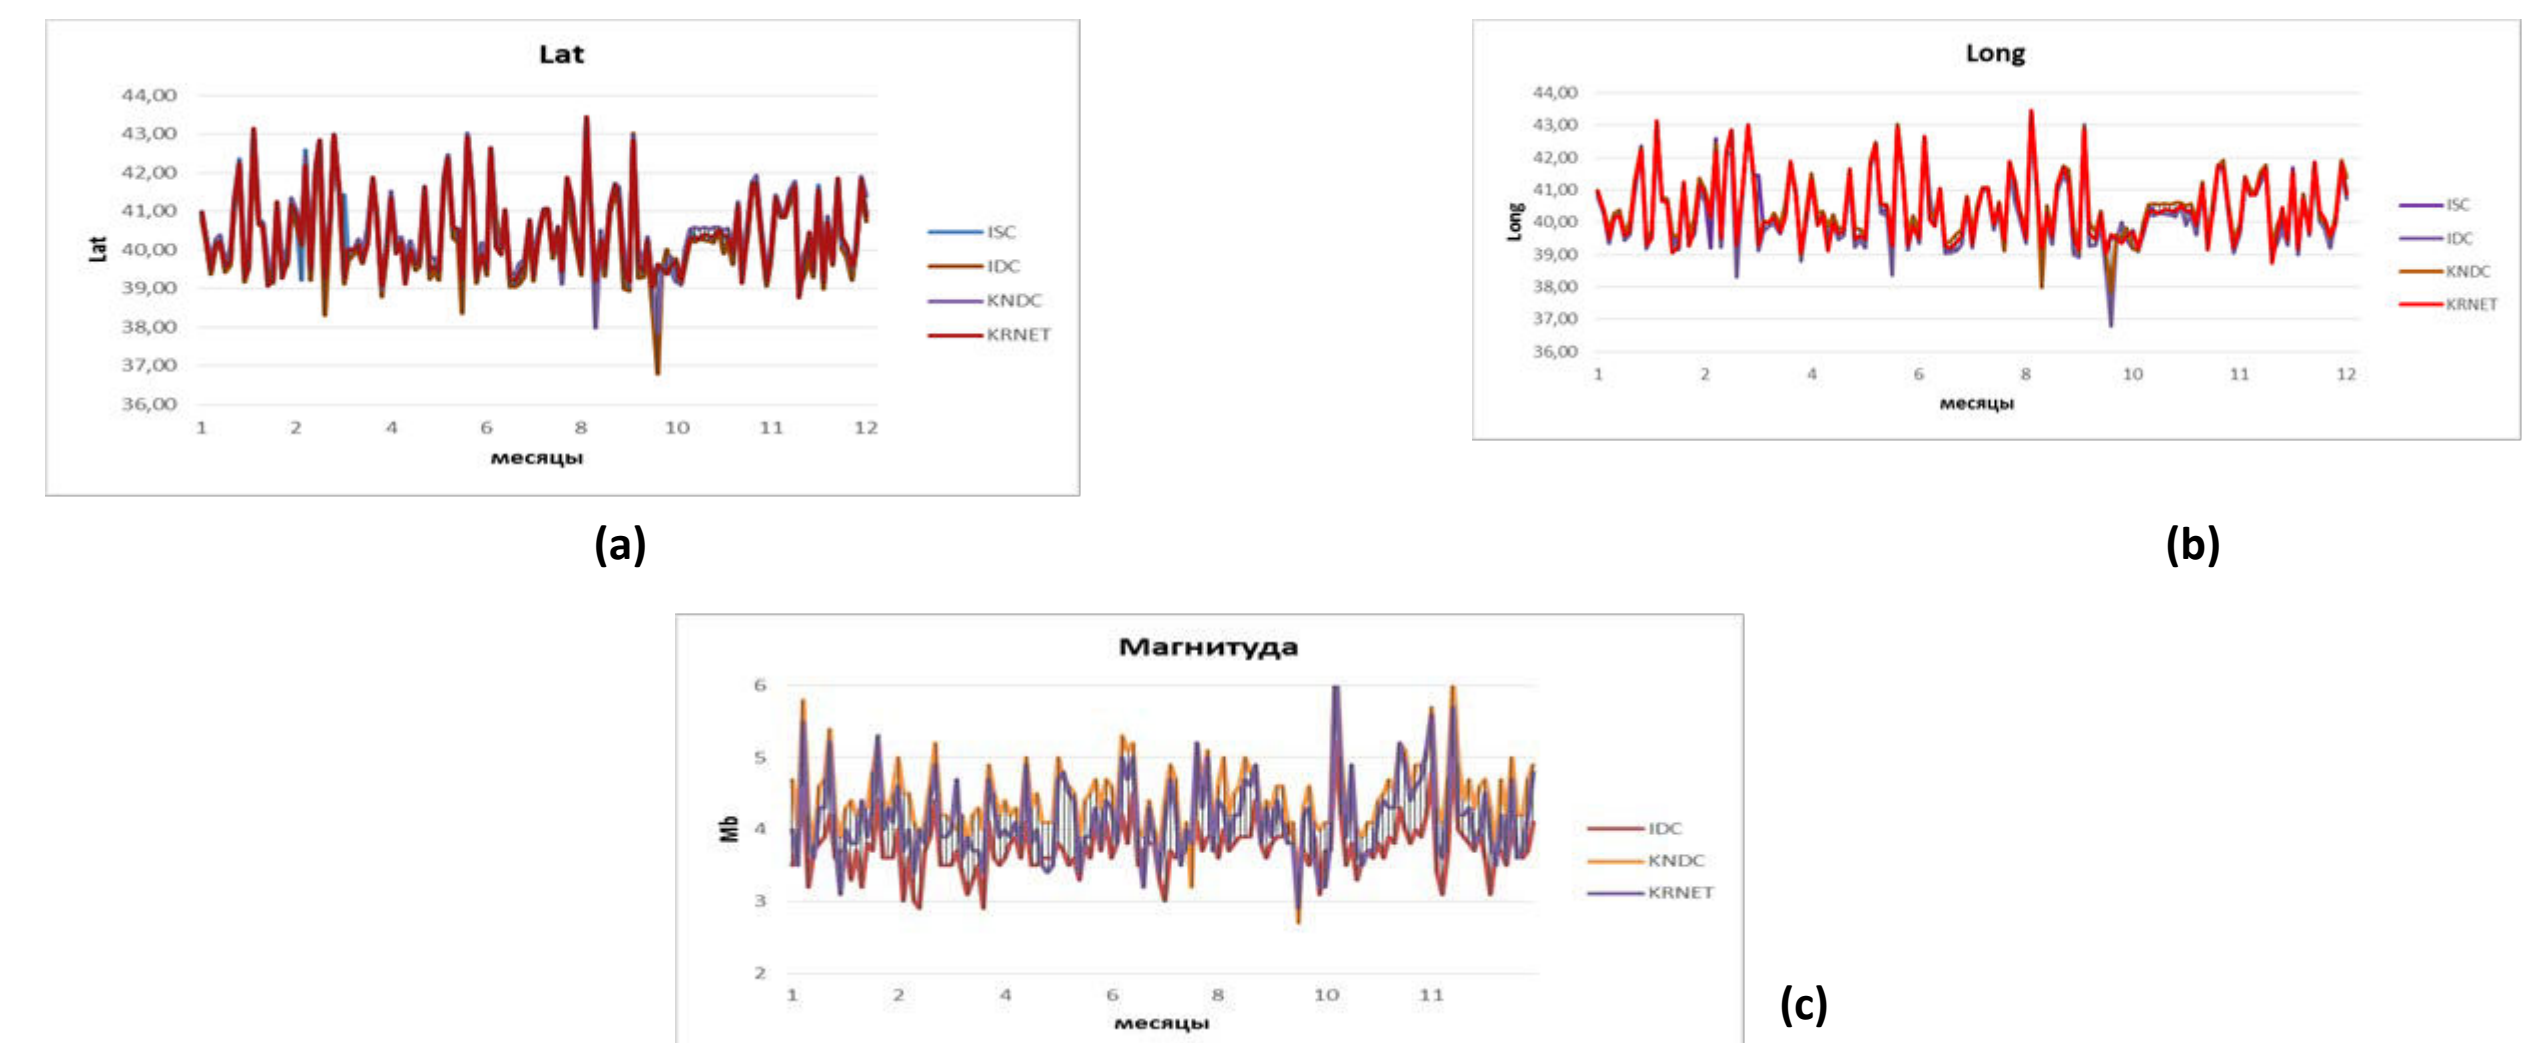 Lat
44,00
43,00
42,00
41,00
40,00
39,00
38,00
37,00
36,00
Lat
1 2 4 6 8 10 11 12
месяцы
ISC
IDC
KNDC
KRNET
(a)
Long
44,00
43,00
42,00
41,00
40,00
39,00
38,00
37,00
36,00
Long
1 2 4 6 8 10 11 12
месяцы
ISC
IDC
KNDC
KRNET
(b)
Магнитуда
6
5
4
3
2
Mb
1 2 4 6 8 10 11
месяцы
IDC
KNDC
KRNET
(c)